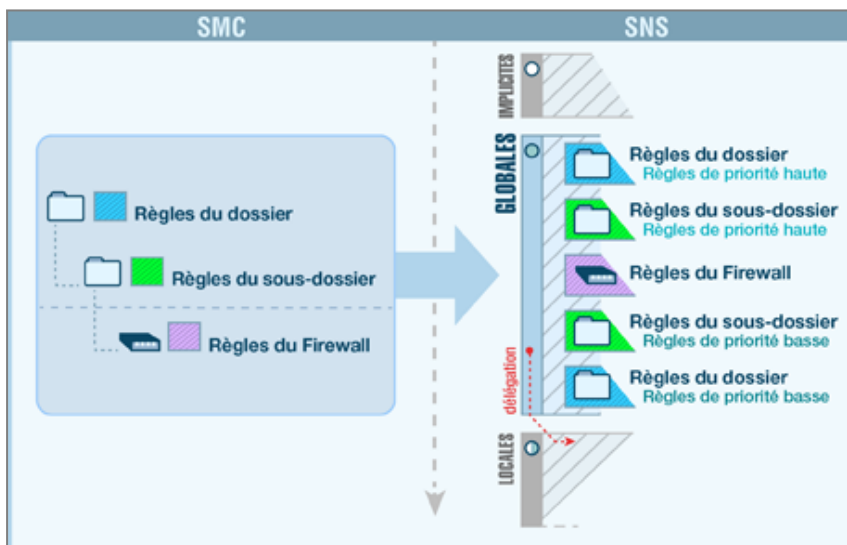 SMC
SNS
Règles du dossier
Règles du sous-dossier
Règles du Firewall
IMPLICITES
GLOBALES
Règles du dossier
Règles de priorité haute
Règles du sous-dossier
Règles de priorité haute
Règles du Firewall
Règles du sous-dossier
Règles de priorité basse
Règles du dossier
Règles de priorité basse
délégation
LOCALES